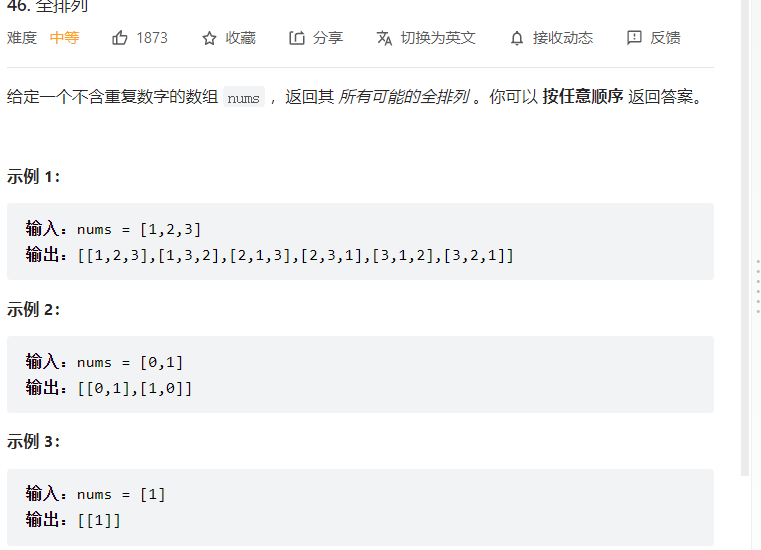 46. 全排列
难度 中等 1873 收藏 分享 切换为英文 接收动态 反馈
给定一个不含重复数字的数组 nums ，返回其 所有可能的全排列 。你可以 按任意顺序 返回答案。
示例 1：
输入：nums = [1,2,3]
输出：[[1,2,3],[1,3,2],[2,1,3],[2,3,1],[3,1,2],[3,2,1]]
示例 2：
输入：nums = [0,1]
输出：[[0,1],[1,0]]
示例 3：
输入：nums = [1]
输出：[[1]]